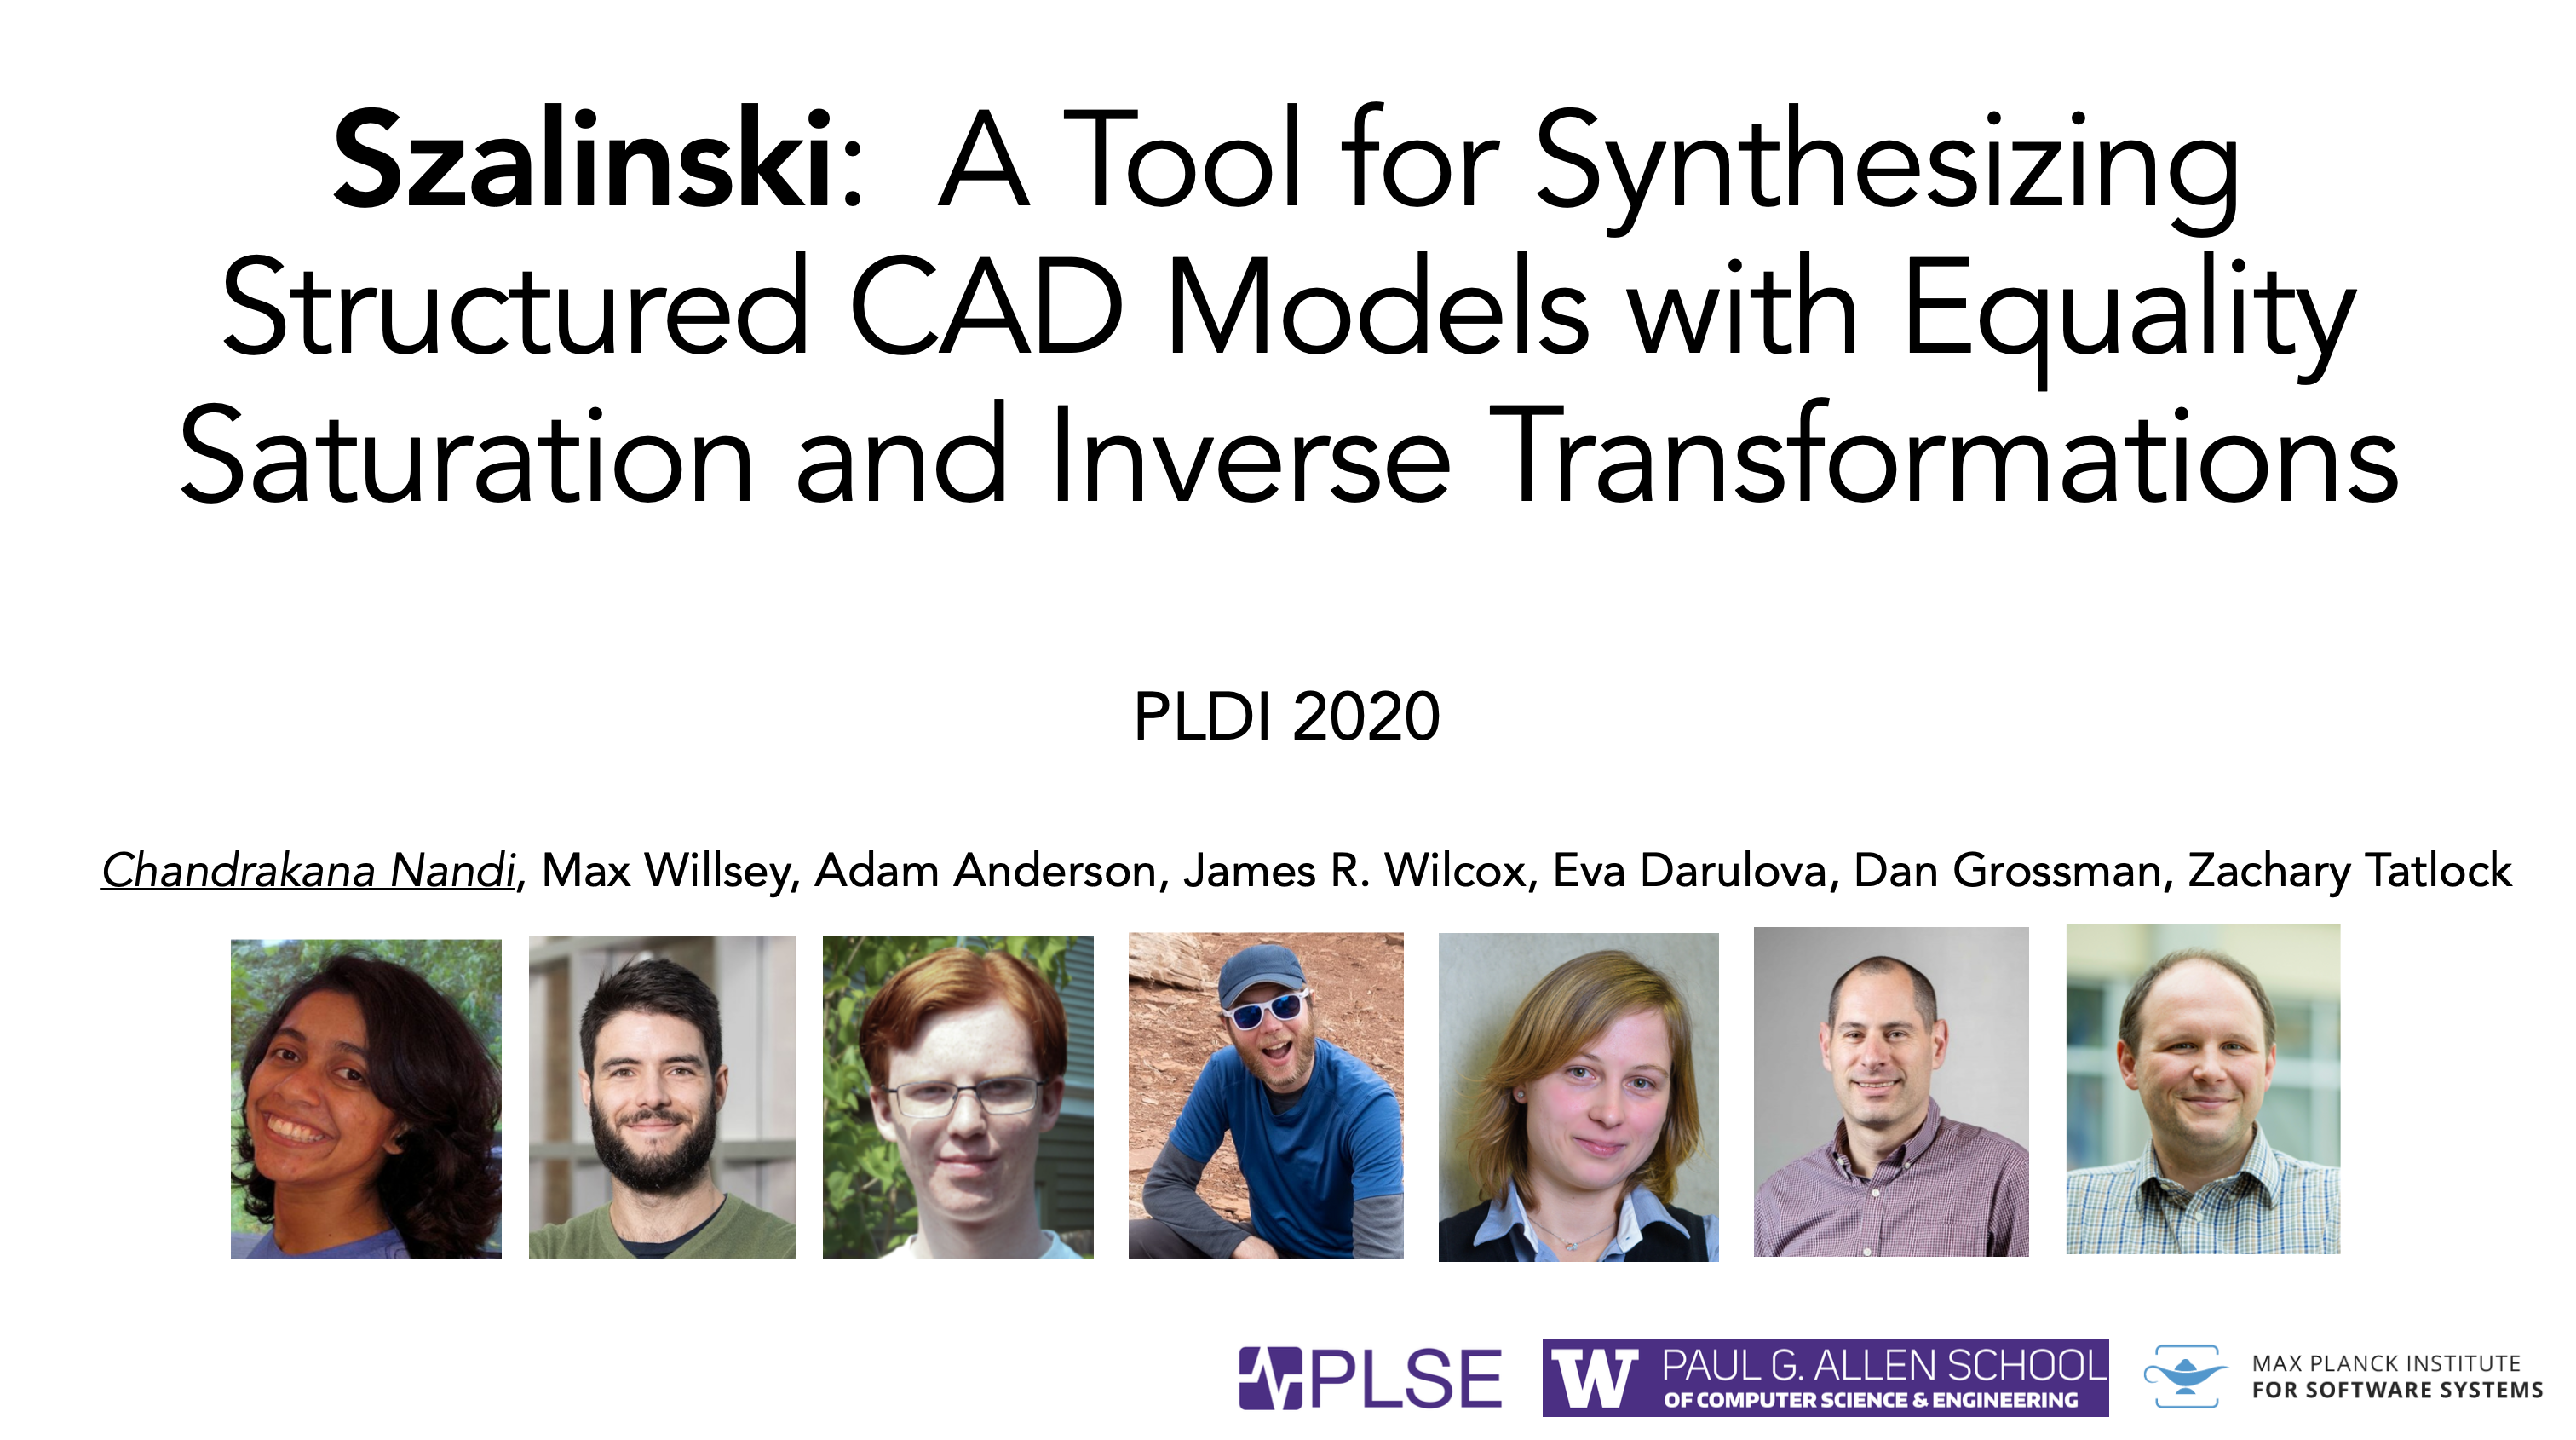 Szalinski: A Tool for Synthesizing
Structured CAD Models with Equality
Saturation and Inverse Transformations
PLDI 2020
Chandrakana Nandi, Max Willsey, Adam Anderson, James R. Wilcox, Eva Darulova, Dan Grossman, Zachary Tatlock
PLSE
W PAUL G. ALLEN SCHOOL
OF COMPUTER SCIENCE & ENGINEERING
MAX PLANCK INSTITUTE
FOR SOFTWARE SYSTEMS